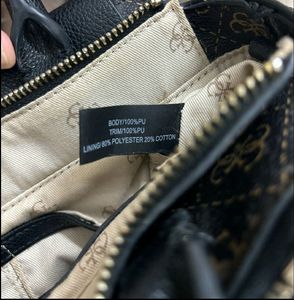 BODY/100%PU
TRIM/100%PU
LINING/80% POLYESTER 20% COTTON